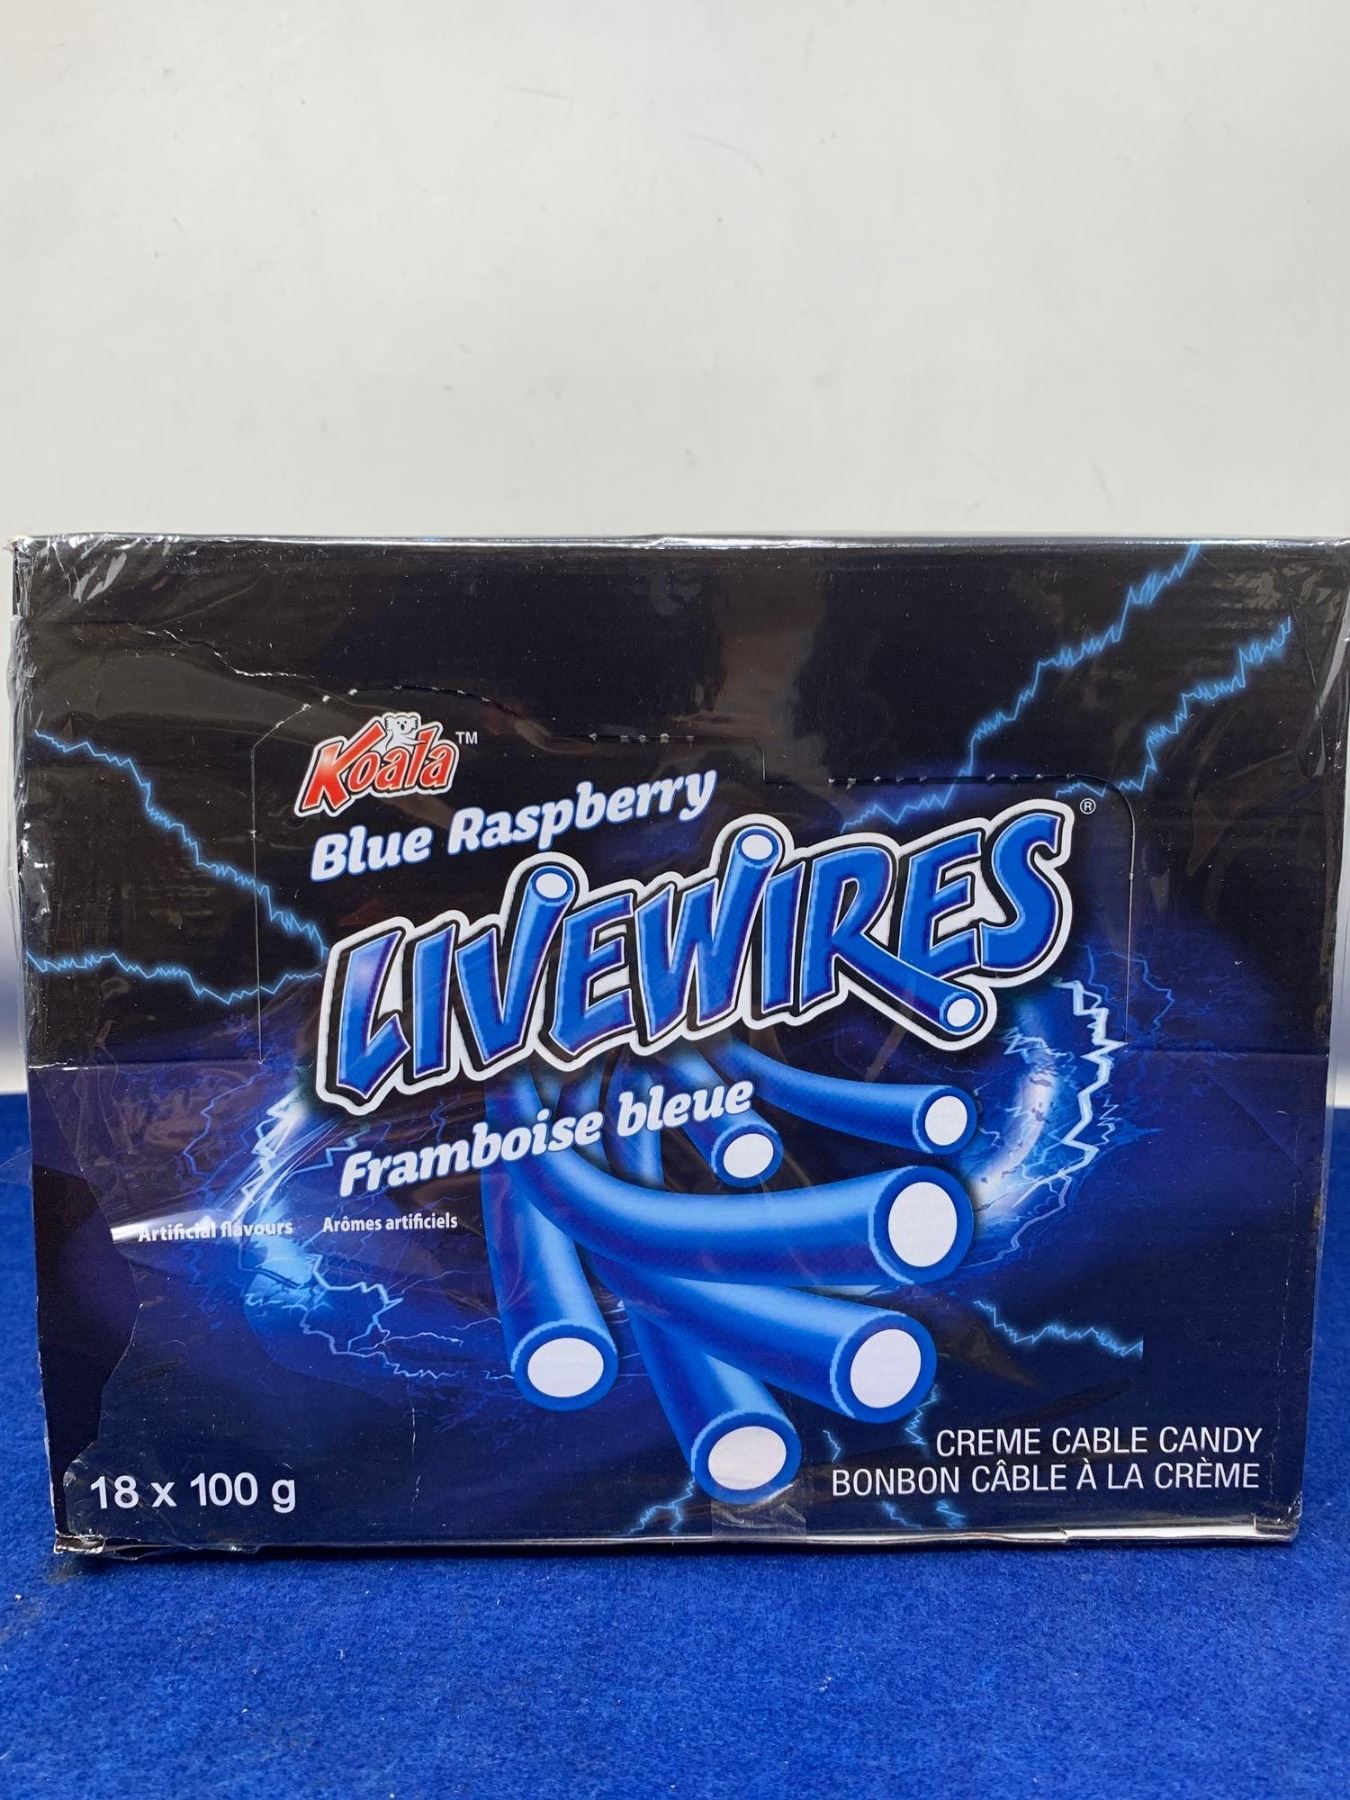 Koala™
Blue Raspberry
LIVEWIRES®
Framboise bleue
Artificial flavours Arômes artificiels
18 x 100 g
CREME CABLE CANDY
BONBON CÂBLE À LA CRÈME